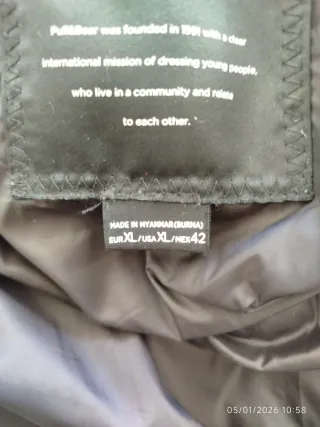 Pull&Bear was founded in 1991 with a clear
international mission of dressing young people,
who live in a community and relate
to each other.
MADE IN MYANMAR(BURMA)
EUR XL/USA XL/MEX 42
05/01/2026 10:58